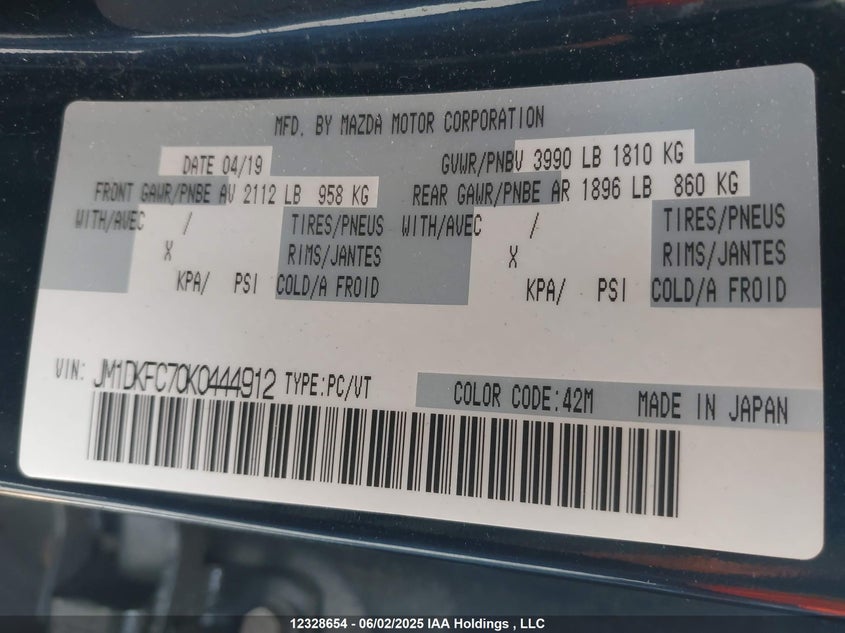 MFD. BY MAZDA MOTOR CORPORATION
DATE 04/19 GVWR/PNBV 3990 LB 1810 KG
FRONT GAWR/PNBE AV 2112 LB 958 KG REAR GAWR/PNBE AR 1896 LB 860 KG
WITH/AVEC / TIRES/PNEUS WITH/AVEC / TIRES/PNEUS
X RIMS/JANTES X RIMS/JANTES
KPA/ PSI COLD/A FROID KPA/ PSI COLD/A FROID
VIN: JM1DKFC70K0444912 TYPE:PC/VT COLOR CODE:42M MADE IN JAPAN
12328654 - 06/02/2025 IAA Holdings , LLC